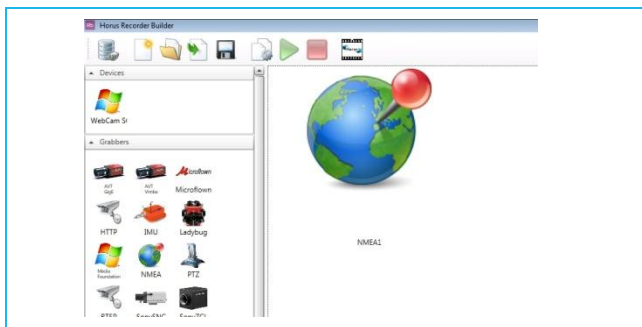 Horus Recorder Builder
Devices
WebCam S
Grabbers
AVT GigE
AVT Vimba
Microflown
Microflown
HTTP
IMU
Ladybug
Media Foundation
NMEA
PTZ
NMEA1